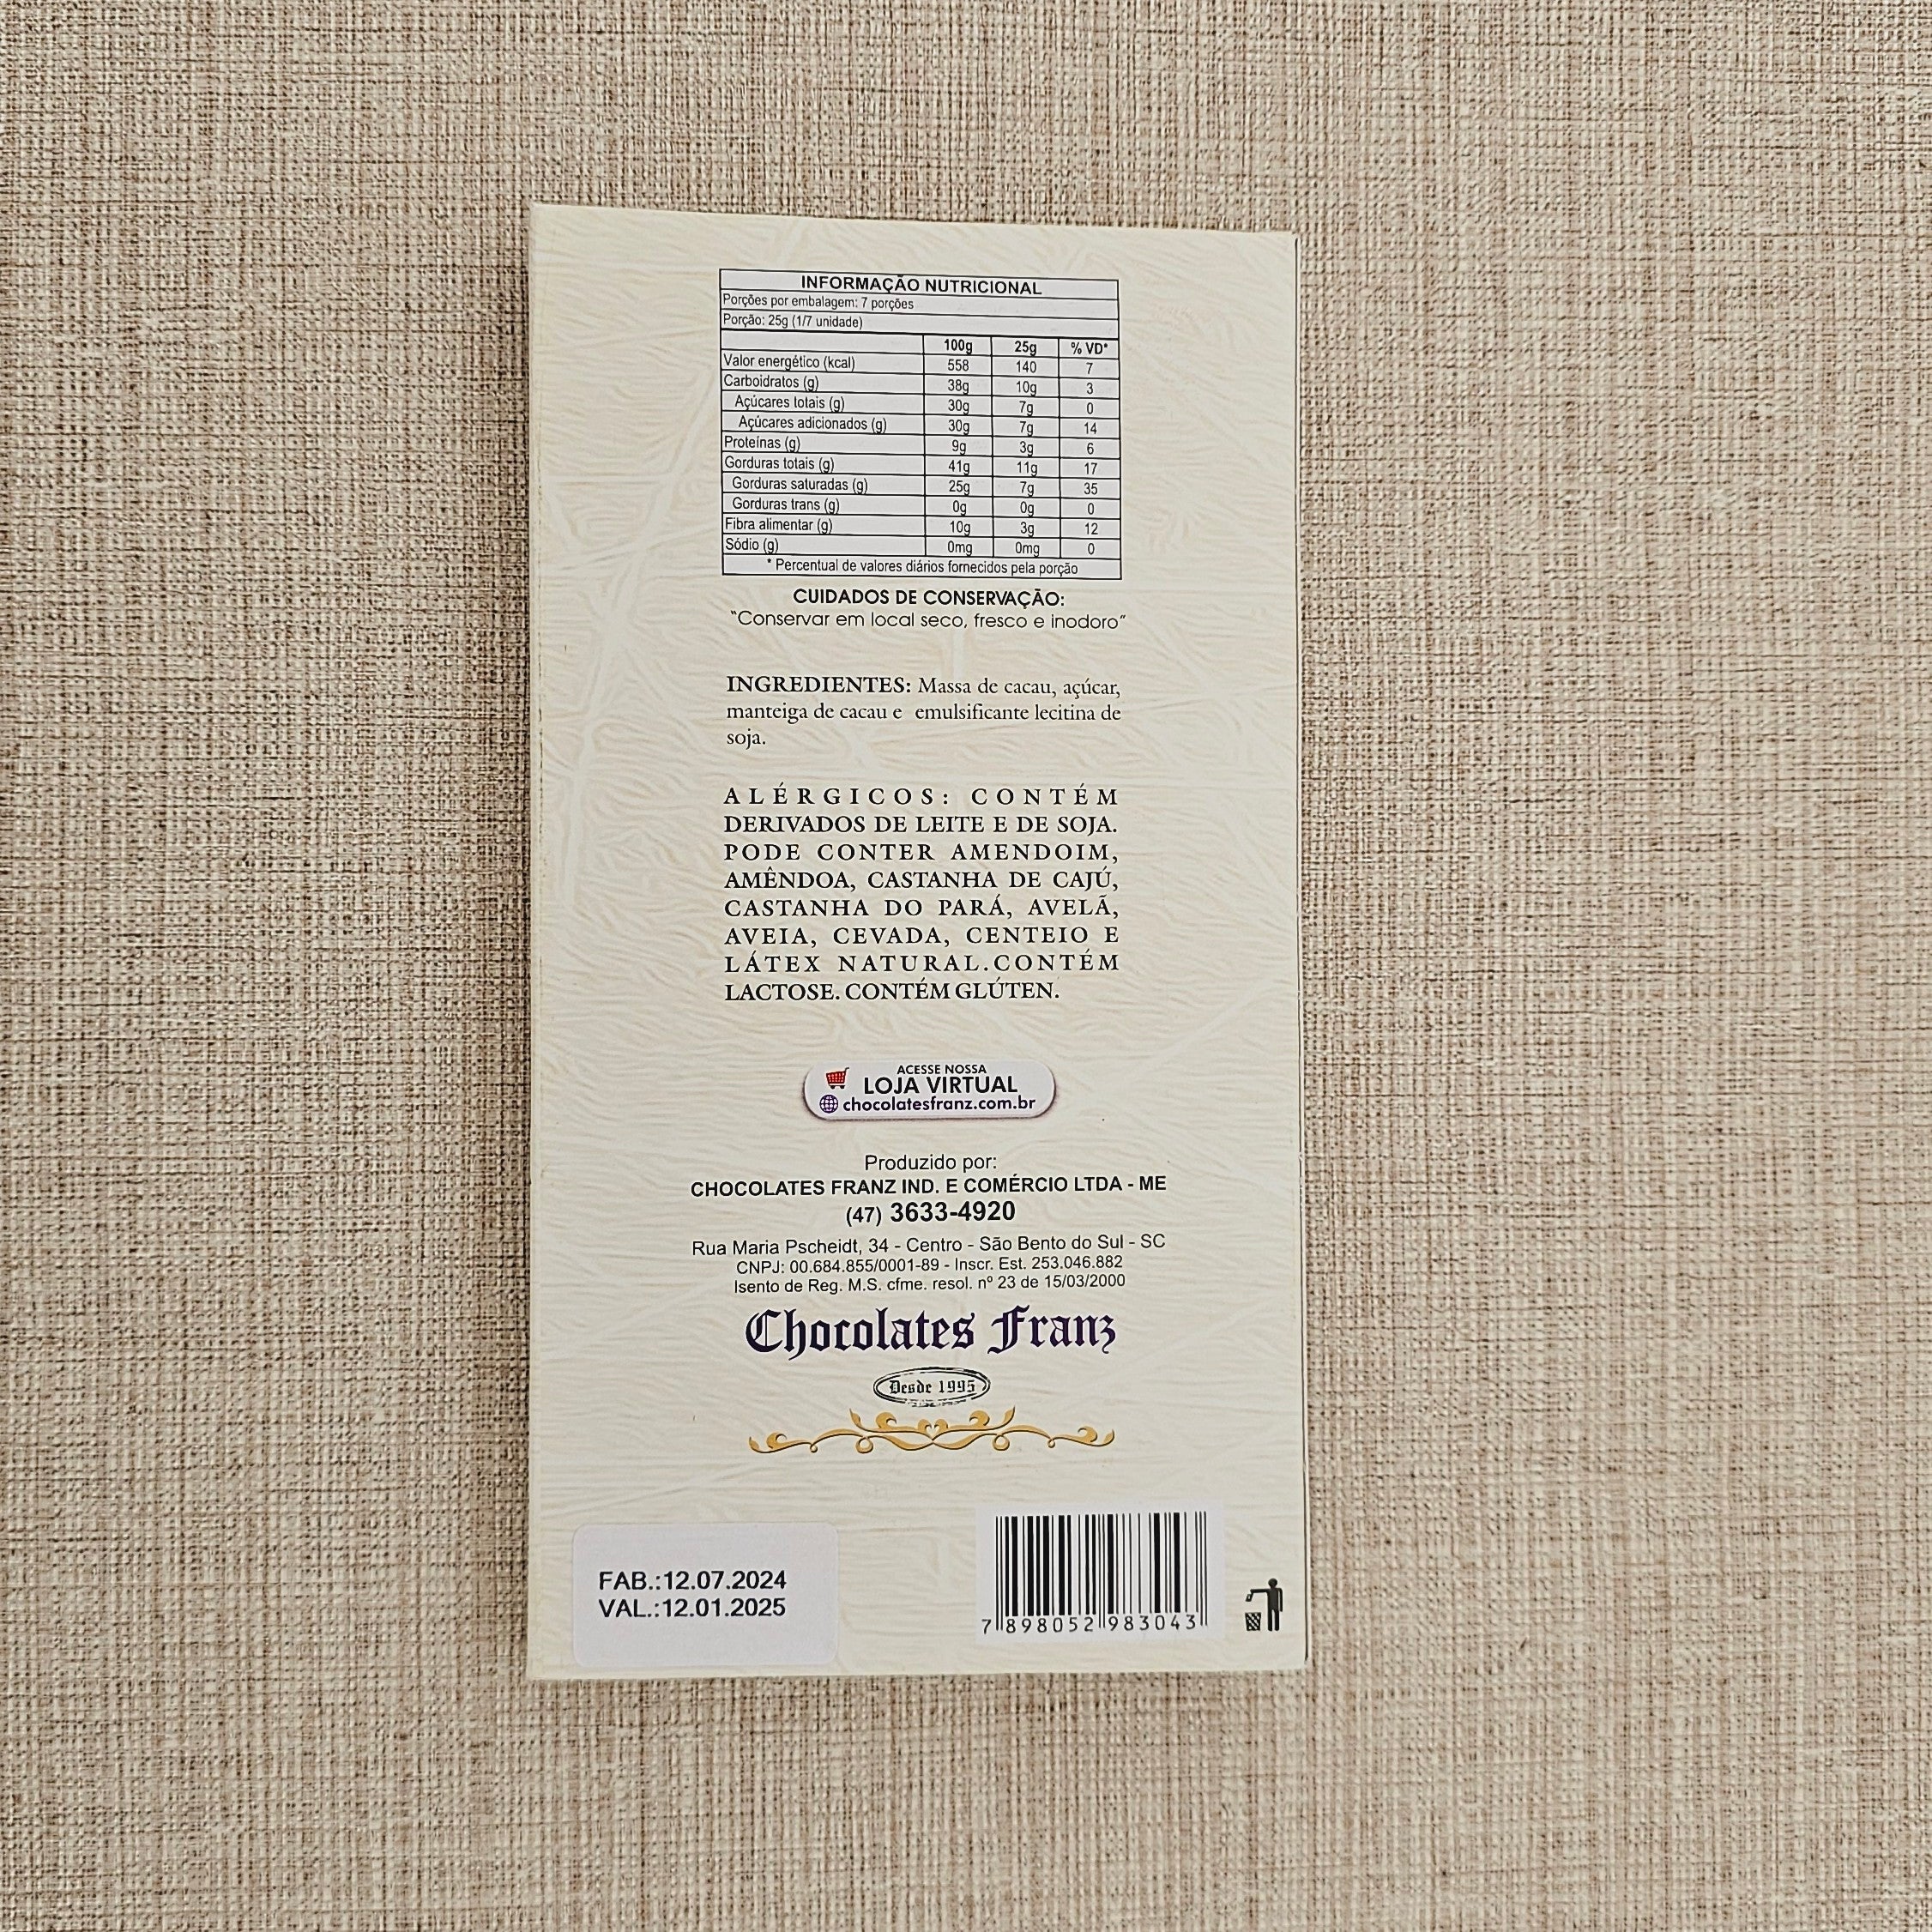 INFORMAÇÃO NUTRICIONAL
Porções por embalagem: 7 porções
Porção: 25g (1/7 unidade)
100g 25g % VD*
Valor energético (kcal) 558 140 7
Carboidratos (g) 38g 10g 3
Açúcares totais (g) 30g 7g 0
Açúcares adicionados (g) 30g 7g 14
Proteínas (g) 9g 3g 6
Gorduras totais (g) 41g 11g 17
Gorduras saturadas (g) 25g 7g 35
Gorduras trans (g) 0g 0g 0
Fibra alimentar (g) 10g 3g 12
Sódio (g) 0mg 0mg 0
* Percentual de valores diários fornecidos pela porção
CUIDADOS DE CONSERVAÇÃO:
"Conservar em local seco, fresco e inodoro"
INGREDIENTES: Massa de cacau, açúcar,
manteiga de cacau e emulsificante lecitina de
soja.
ALÉRGICOS: CONTÉM
DERIVADOS DE LEITE E DE SOJA.
PODE CONTER AMENDOIM,
AMÊNDOA, CASTANHA DE CAJÚ,
CASTANHA DO PARÁ, AVELÃ,
AVEIA, CEVADA, CENTEIO E
LÁTEX NATURAL.CONTÉM
LACTOSE. CONTÉM GLÚTEN.
ACESSE NOSSA
LOJA VIRTUAL
chocolatesfranz.com.br
Produzido por:
CHOCOLATES FRANZ IND. E COMÉRCIO LTDA - ME
(47) 3633-4920
Rua Maria Pscheidt, 34 - Centro - São Bento do Sul - SC
CNPJ: 00.684.855/0001-89 - Inscr. Est. 253.046.882
Isento de Reg. M.S. cfme. resol. nº 23 de 15/03/2000
Chocolates Franz
Desde 1995
FAB.:12.07.2024
VAL.:12.01.2025
7 898052 983043